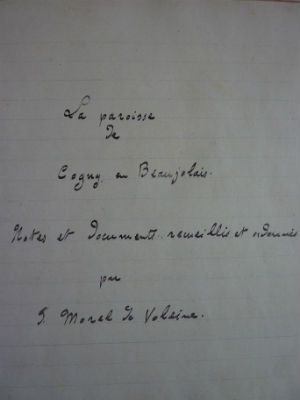 La paroisse
de
Cogny en Beaujolais.
Notes et documents recueillis et ordonnés
par
L. Morel de Voleine.